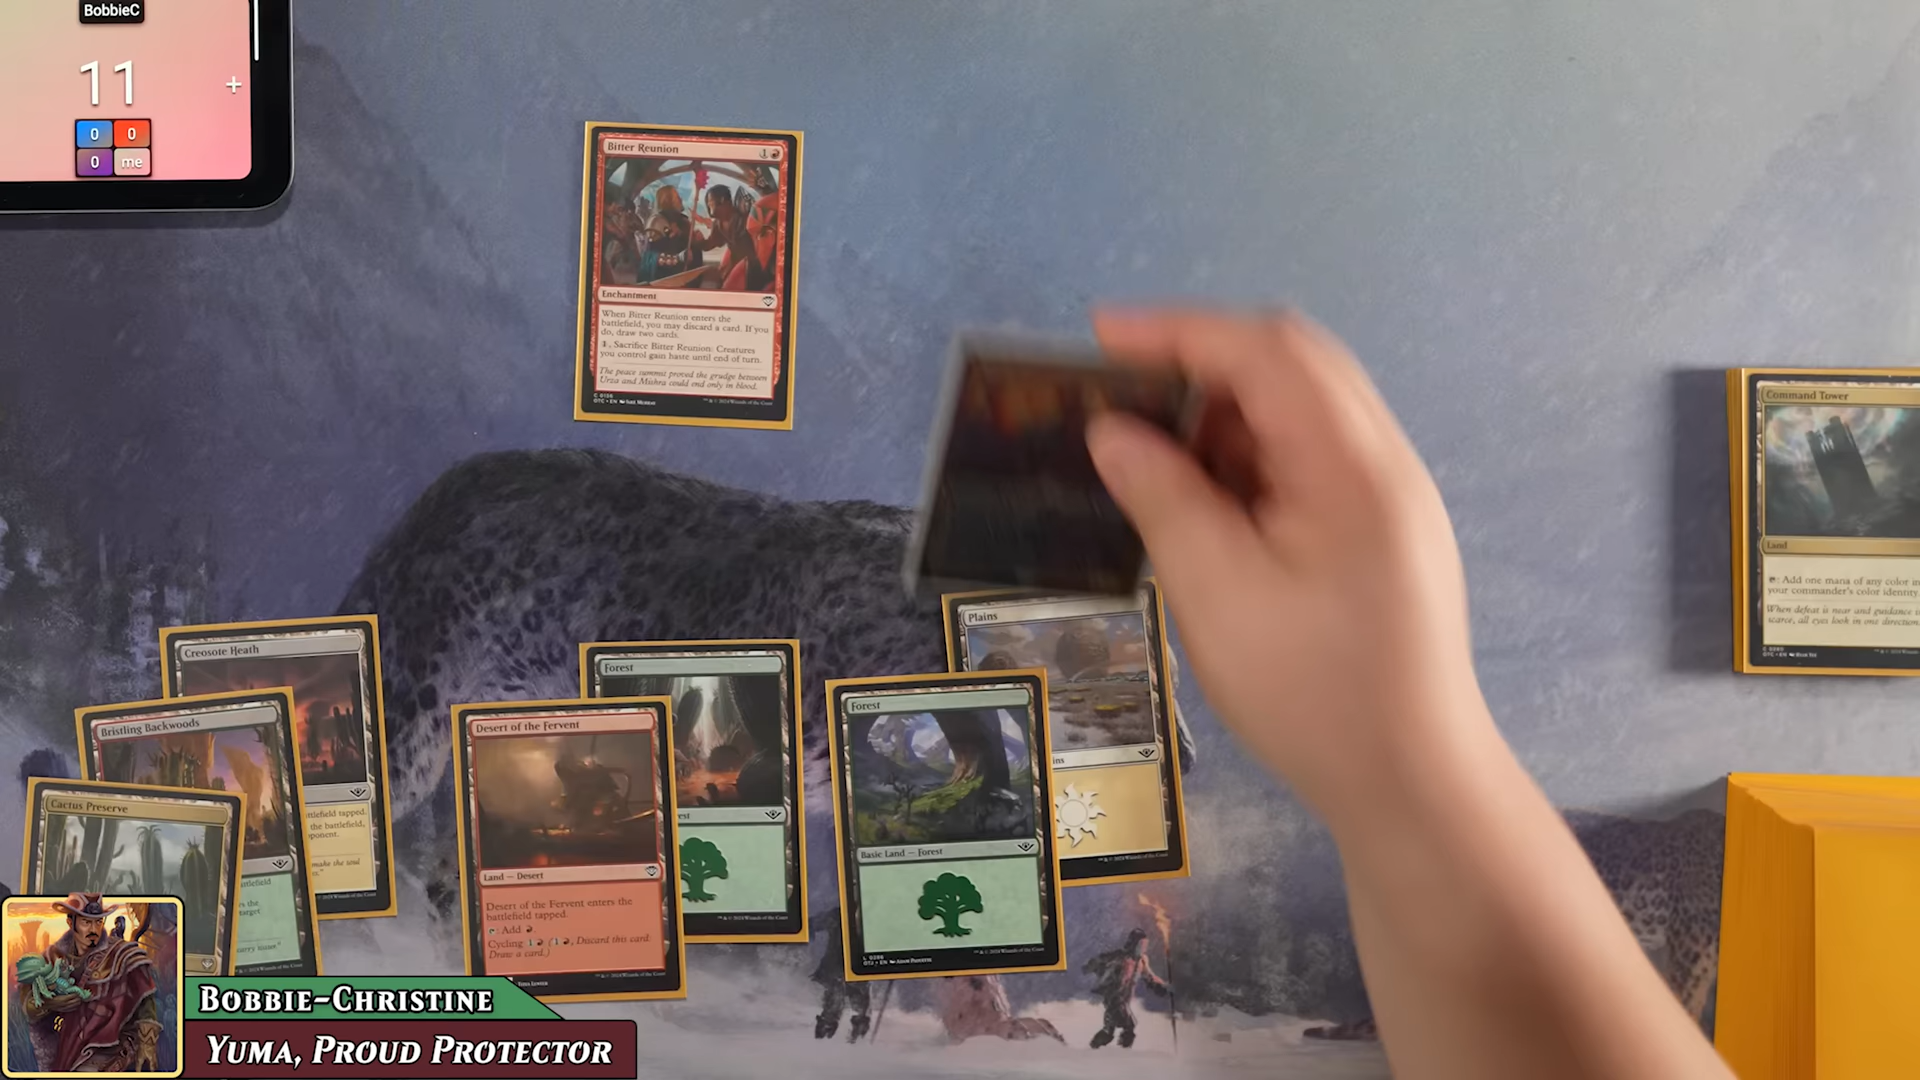 BobbieC
11
+
0 0
0 me
Bitter Reunion
1
Enchantment
When Bitter Reunion enters the
battlefield, you may discard a card. If you
do, draw two cards.
1, Sacrifice Bitter Reunion: Creatures
you control gain haste until end of turn.
The peace summit proved the grudge between
Urza and Mishra could end only in blood.
Command Tower
Land
: Add one mana of any color in
your commander's color identity.
When defeat is near and guidance is
scarce, all eyes look in one direction.
Creosote Heath
Bristling Backwoods
Cactus Preserve
Desert of the Fervent
Land — Desert
Desert of the Fervent enters the
battlefield tapped.
: Add
Cycling 1 (1, Discard this card:
Draw a card.)
Forest
Forest
Basic Land — Forest
Plains
Bobbie-Christine
Yuma, Proud Protector